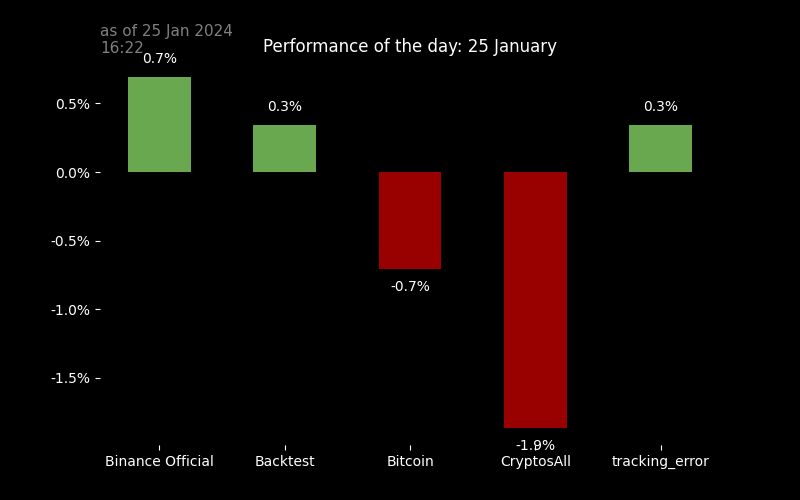 as of 25 Jan 2024
16:22
Performance of the day: 25 January
0.7%
0.3%
-0.7%
-1.9%
0.3%
0.5%
0.0%
-0.5%
-1.0%
-1.5%
Binance Official
Backtest
Bitcoin
CryptosAll
tracking_error